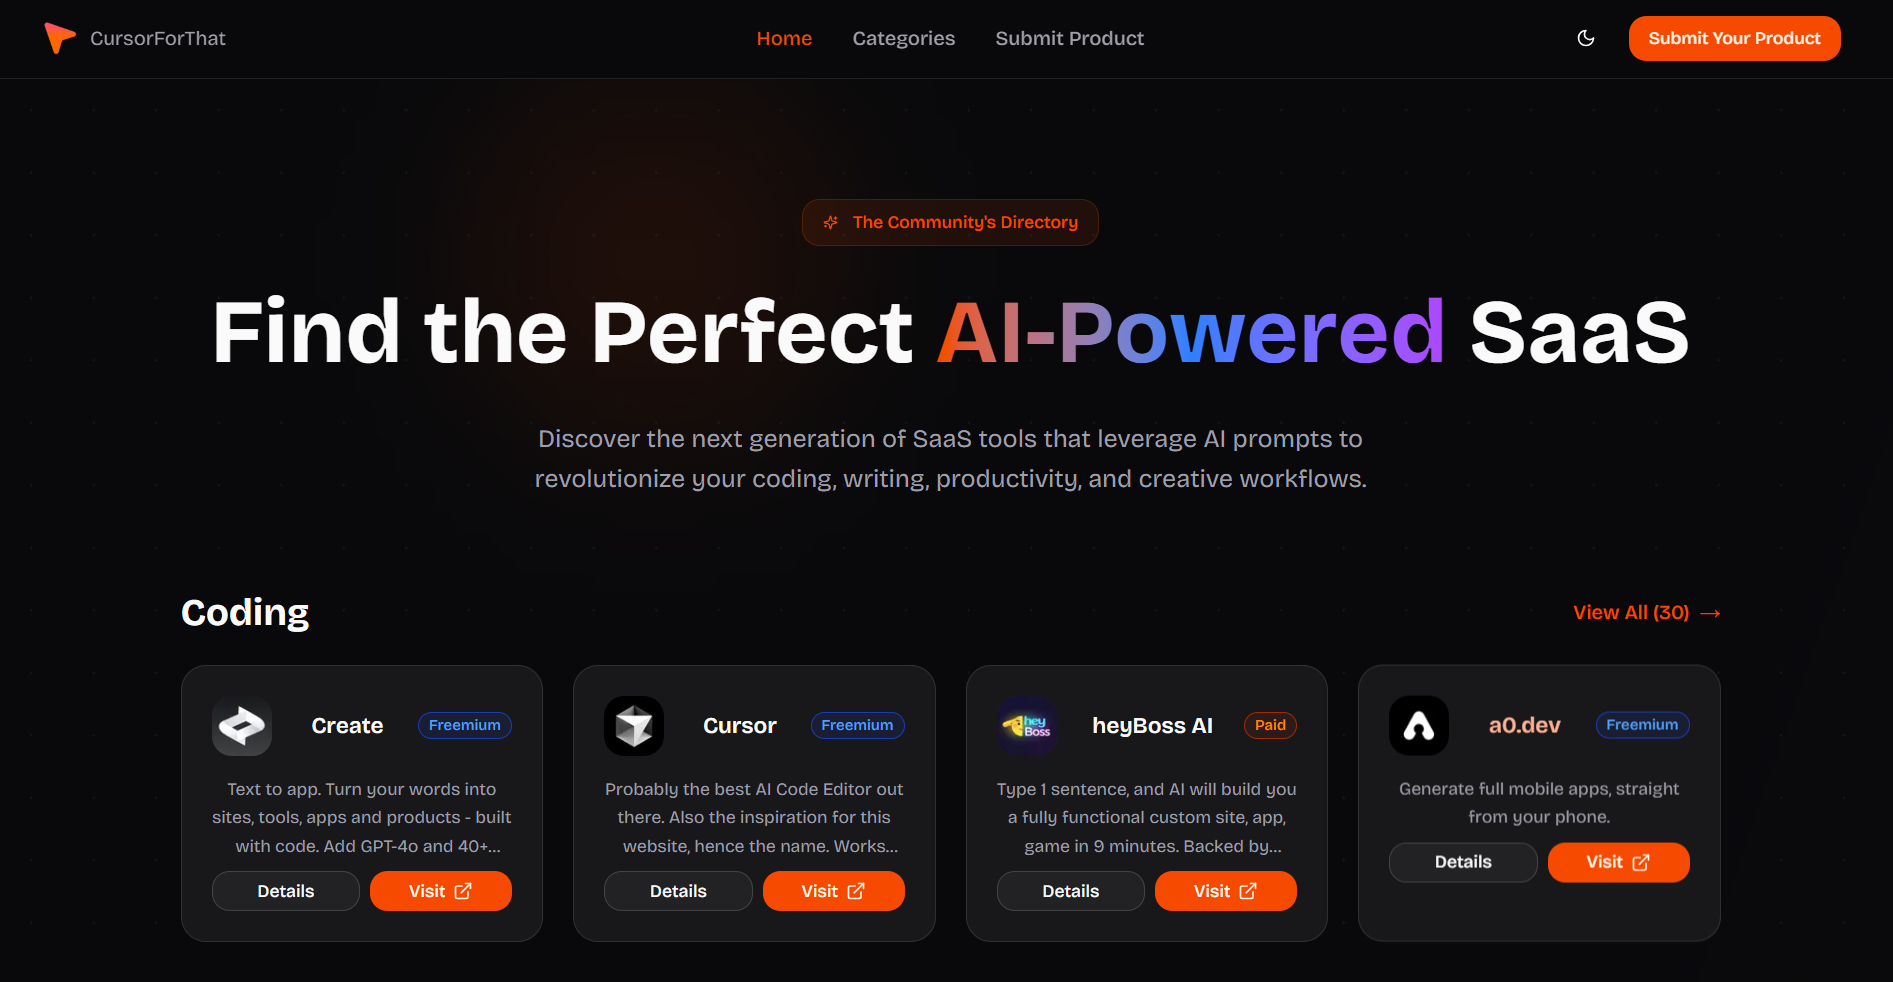 CursorForThat
Home
Categories
Submit Product
Submit Your Product
The Community's Directory
Find the Perfect AI-Powered SaaS
Discover the next generation of SaaS tools that leverage AI prompts to
revolutionize your coding, writing, productivity, and creative workflows.
Coding
View All (30) →
Create
Freemium
Text to app. Turn your words into
sites, tools, apps and products - built
with code. Add GPT-4o and 40+...
Details
Visit
Cursor
Freemium
Probably the best AI Code Editor out
there. Also the inspiration for this
website, hence the name. Works...
Details
Visit
hey
Boss
heyBoss AI
Paid
Type 1 sentence, and AI will build you
a fully functional custom site, app,
game in 9 minutes. Backed by...
Details
Visit
a0.dev
Freemium
Generate full mobile apps, straight
from your phone.
Details
Visit